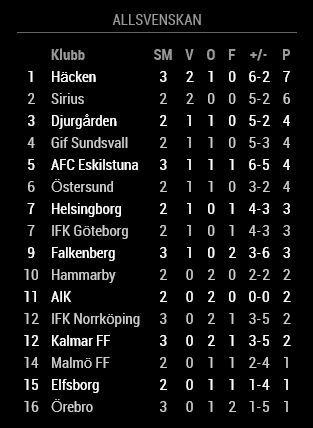 ALLSVENSKAN
Klubb SM V O F +/- P
1 Häcken 3 2 1 0 6-2 7
2 Sirius 2 2 0 0 5-2 6
3 Djurgården 2 1 1 0 5-2 4
4 Gif Sundsvall 2 1 1 0 5-3 4
5 AFC Eskilstuna 3 1 1 1 6-5 4
6 Östersund 2 1 1 0 3-2 4
7 Helsingborg 2 1 0 1 4-3 3
7 IFK Göteborg 2 1 0 1 4-3 3
9 Falkenberg 3 1 0 2 3-6 3
10 Hammarby 2 0 2 0 2-2 2
11 AIK 2 0 2 0 0-0 2
12 IFK Norrköping 3 0 2 1 3-5 2
12 Kalmar FF 3 0 2 1 3-5 2
14 Malmö FF 2 0 1 1 2-4 1
15 Elfsborg 2 0 1 1 1-4 1
16 Örebro 3 0 1 2 1-5 1